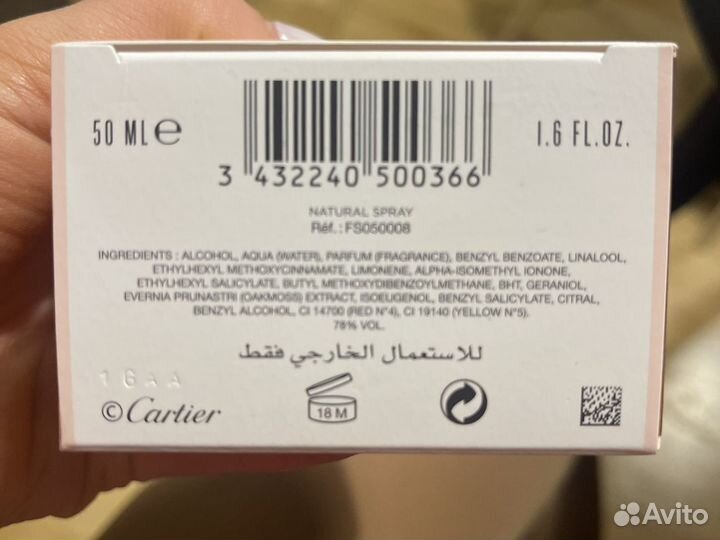 50 ML ℮
1.6 FL.OZ.
3 432240 500366
NATURAL SPRAY
Réf.: FS050008
INGREDIENTS : ALCOHOL, AQUA (WATER), PARFUM (FRAGRANCE), BENZYL BENZOATE, LINALOOL,
ETHYLHEXYL METHOXYCINNAMATE, LIMONENE, ALPHA-ISOMETHYL IONONE,
ETHYLHEXYL SALICYLATE, BUTYL METHOXYDIBENZOYLMETHANE, BHT, GERANIOL,
EVERNIA PRUNASTRI (OAKMOSS) EXTRACT, ISOEUGENOL, BENZYL SALICYLATE, CITRAL,
BENZYL ALCOHOL, CI 14700 (RED N°4), CI 19140 (YELLOW N°5).
78% VOL.
للاستعمال الخارجي فقط
1GAA
©Cartier
18 M
Avito